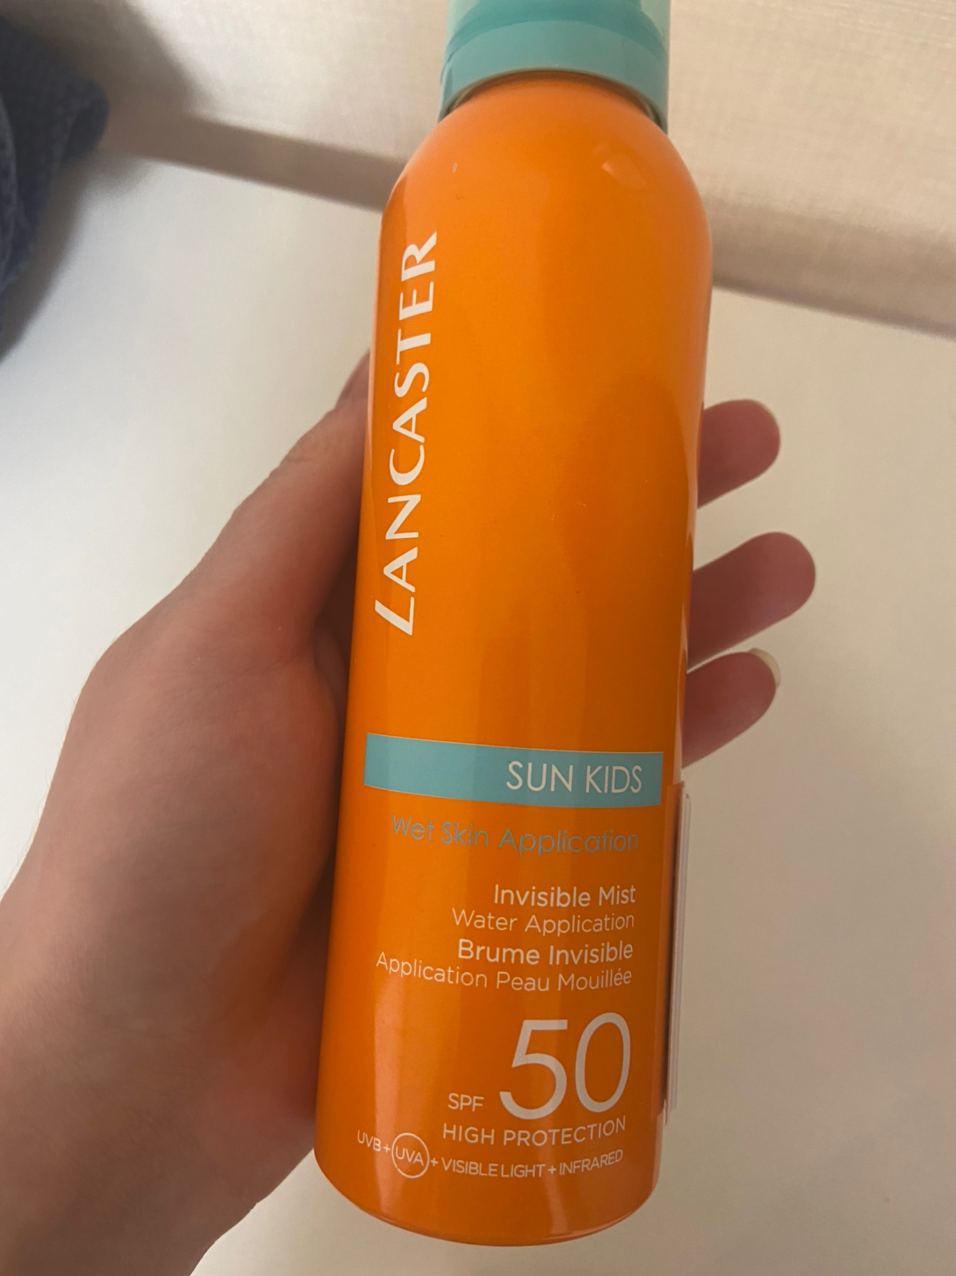 LANCASTER
SUN KIDS
Wet Skin Application
Invisible Mist
Water Application
Brume Invisible
Application Peau Mouillée
SPF 50
HIGH PROTECTION
UVB + UVA + VISIBLE LIGHT + INFRARED